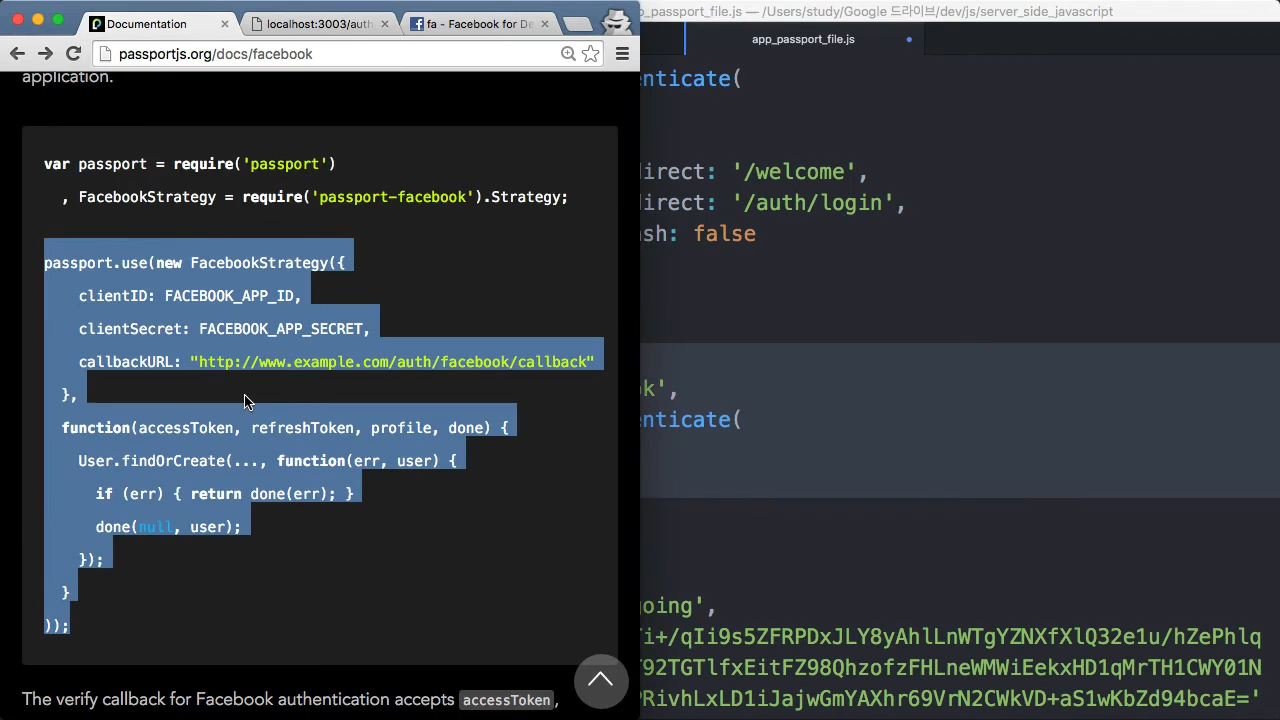 Documentation
localhost:3003/auth
fa - Facebook for De
passportjs.org/docs/facebook
application.
var passport = require('passport')
, FacebookStrategy = require('passport-facebook').Strategy;
passport.use(new FacebookStrategy({
clientID: FACEBOOK_APP_ID,
clientSecret: FACEBOOK_APP_SECRET,
callbackURL: "http://www.example.com/auth/facebook/callback"
},
function(accessToken, refreshToken, profile, done) {
User.findOrCreate(..., function(err, user) {
if (err) { return done(err); }
done(null, user);
});
}
));
The verify callback for Facebook authentication accepts accessToken,
_passport_file.js — /Users/study/Google 드라이브/dev/js/server_side_javascript
app_passport_file.js
enticate(
irect: '/welcome',
irect: '/auth/login',
sh: false
k',
enticate(
oing',
i+/qIi9s5ZFRPDxJLY8yAhlLnWTgYZNXfXlQ32e1u/hZePhlq
92TGTlfxEitFZ98QhzofzFHLneWMWiEekxHD1qMrTH1CWY01N
RivhLxLD1iJajwGmYAXhr69VrN2CWkVD+aS1wKbZd94bcaE='